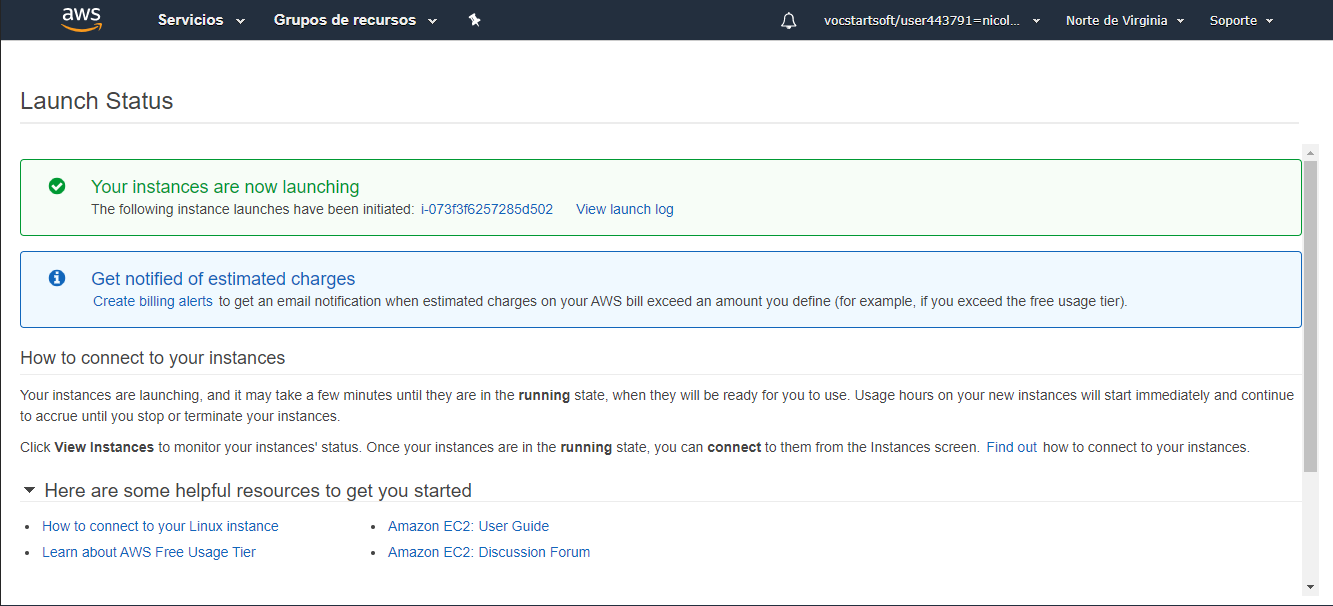 aws Servicios Grupos de recursos vocstartsoft/user443791=nicol... Norte de Virginia Soporte
Launch Status
Your instances are now launching
The following instance launches have been initiated: i-073f3f6257285d502 View launch log
Get notified of estimated charges
Create billing alerts to get an email notification when estimated charges on your AWS bill exceed an amount you define (for example, if you exceed the free usage tier).
How to connect to your instances
Your instances are launching, and it may take a few minutes until they are in the running state, when they will be ready for you to use. Usage hours on your new instances will start immediately and continue
to accrue until you stop or terminate your instances.
Click View Instances to monitor your instances' status. Once your instances are in the running state, you can connect to them from the Instances screen. Find out how to connect to your instances.
Here are some helpful resources to get you started
• How to connect to your Linux instance
• Learn about AWS Free Usage Tier
• Amazon EC2: User Guide
• Amazon EC2: Discussion Forum